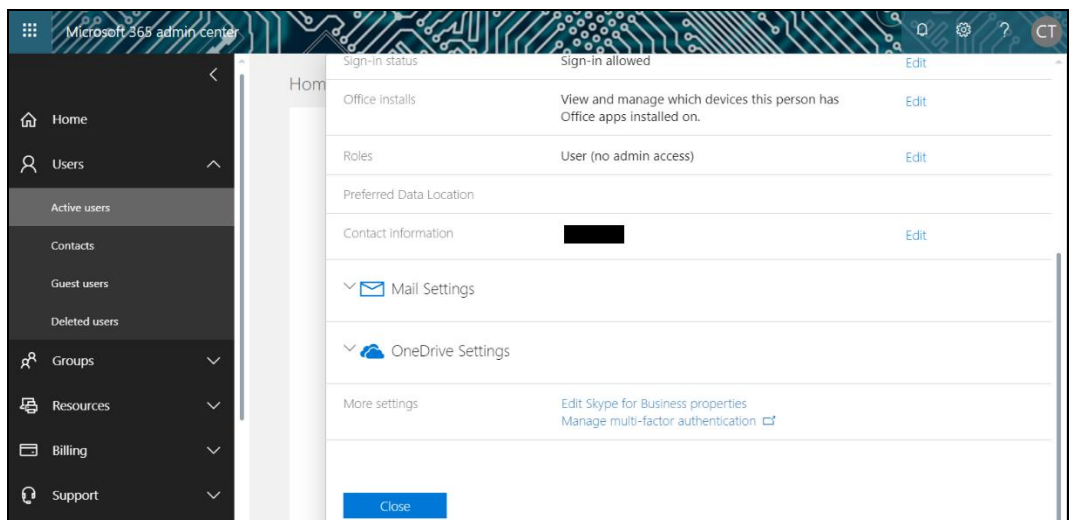 Microsoft 365 admin center
?
CT
Home
Users
Active users
Contacts
Guest users
Deleted users
Groups
Resources
Billing
Support
Hom
Sign-in status
Sign-in allowed
Edit
Office installs
View and manage which devices this person has
Office apps installed on.
Edit
Roles
User (no admin access)
Edit
Preferred Data Location
Contact information
Edit
Mail Settings
OneDrive Settings
More settings
Edit Skype for Business properties
Manage multi-factor authentication
Close